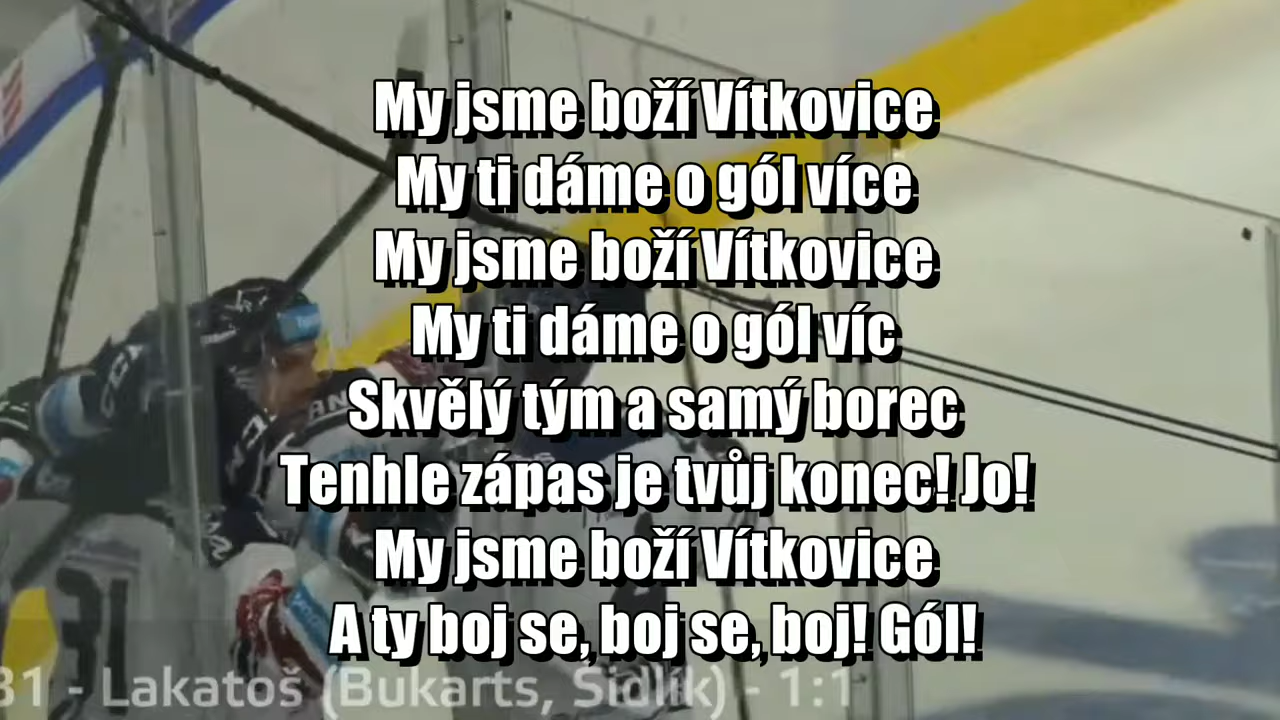 My jsme boží Vítkovice
My ti dáme o gól více
My jsme boží Vítkovice
My ti dáme o gól víc
Skvělý tým a samý borec
Tenhle zápas je tvůj konec! Jo!
My jsme boží Vítkovice
A ty boj se, boj se, boj! Gól!
31 - Lakatoš (Bukarts, Šidlík) - 1:1